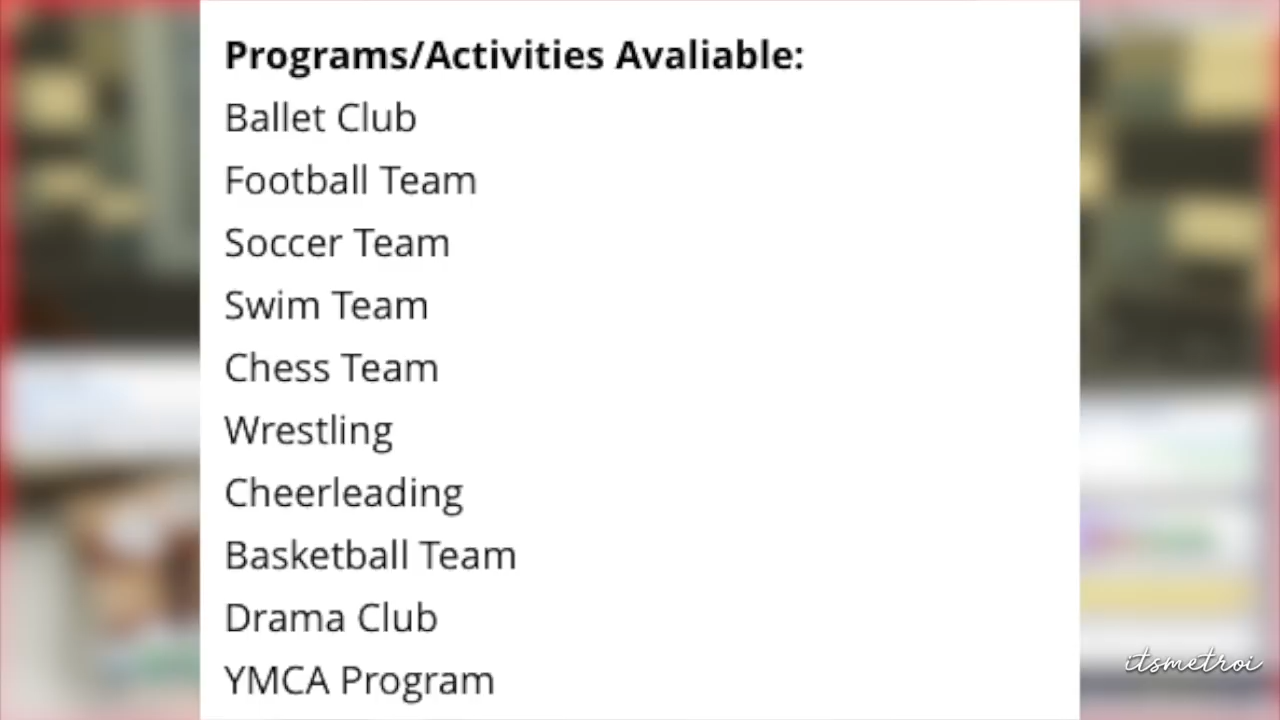 Programs/Activities Avaliable:
Ballet Club
Football Team
Soccer Team
Swim Team
Chess Team
Wrestling
Cheerleading
Basketball Team
Drama Club
YMCA Program
itsmetroi